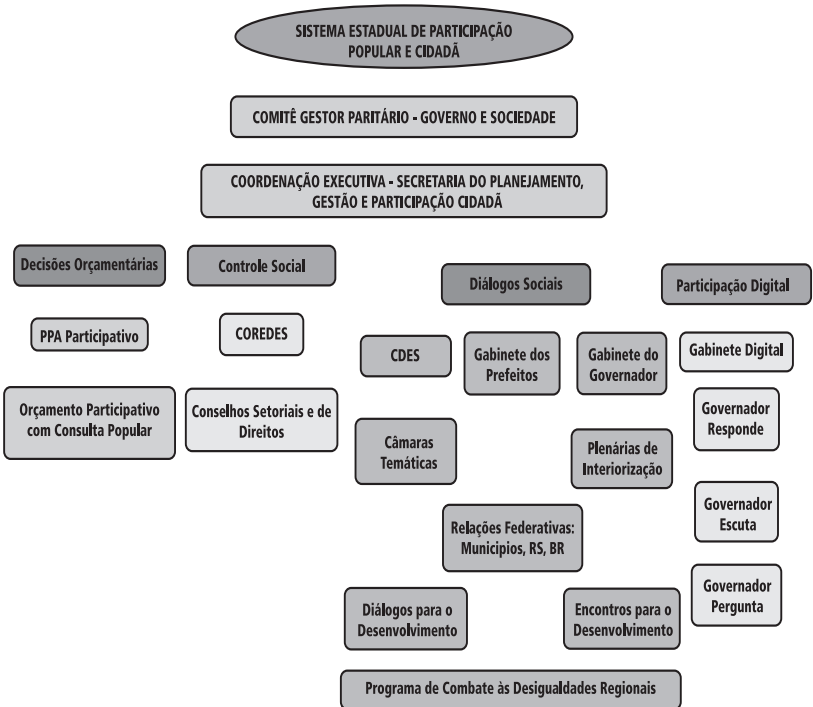 SISTEMA ESTADUAL DE PARTICIPAÇÃO
POPULAR E CIDADÃ
COMITÊ GESTOR PARITÁRIO - GOVERNO E SOCIEDADE
COORDENAÇÃO EXECUTIVA - SECRETARIA DO PLANEJAMENTO,
GESTÃO E PARTICIPAÇÃO CIDADÃ
Decisões Orçamentárias
PPA Participativo
Orçamento Participativo
com Consulta Popular
Controle Social
COREDES
Conselhos Setoriais e de
Direitos
Diálogos Sociais
CDES
Gabinete dos
Prefeitos
Gabinete do
Governador
Câmaras
Temáticas
Plenárias de
Interiorização
Relações Federativas:
Municipios, RS, BR
Diálogos para o
Desenvolvimento
Encontros para o
Desenvolvimento
Programa de Combate às Desigualdades Regionais
Participação Digital
Gabinete Digital
Governador
Responde
Governador
Escuta
Governador
Pergunta